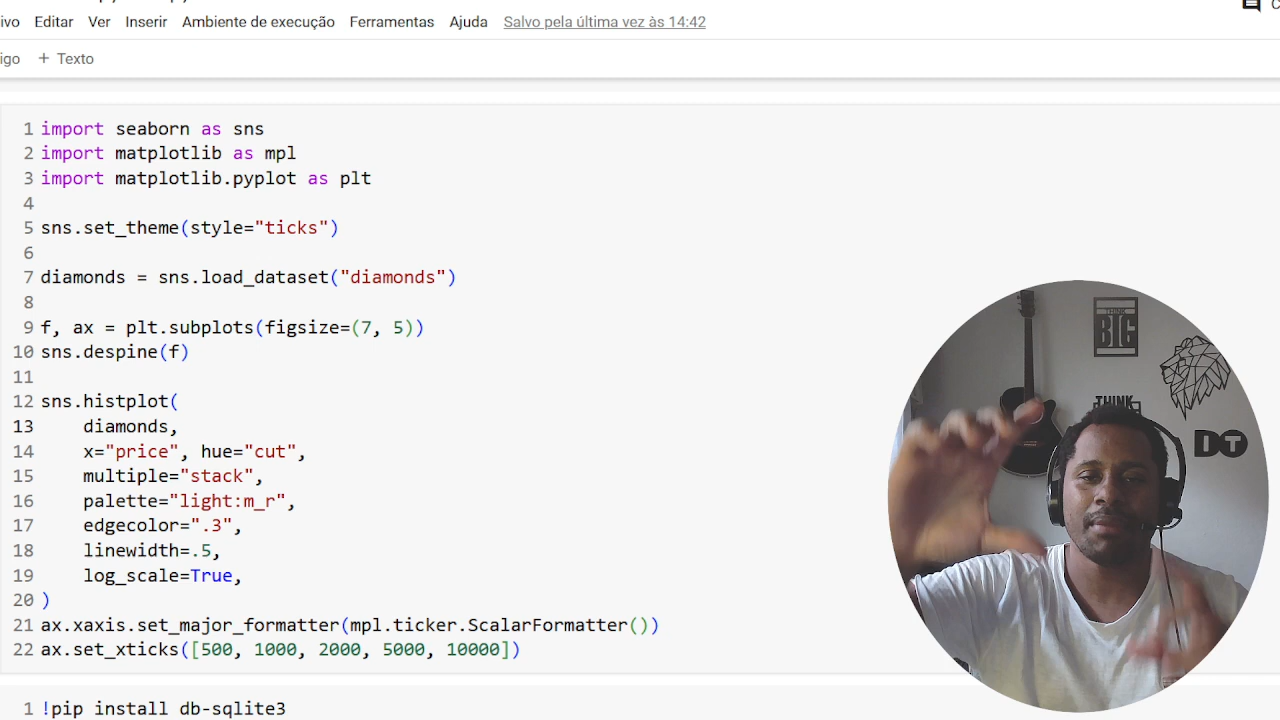 ivo Editar Ver Inserir Ambiente de execução Ferramentas Ajuda Salvo pela última vez às 14:42
igo + Texto
1 import seaborn as sns
2 import matplotlib as mpl
3 import matplotlib.pyplot as plt
4
5 sns.set_theme(style="ticks")
6
7 diamonds = sns.load_dataset("diamonds")
8
9 f, ax = plt.subplots(figsize=(7, 5))
10 sns.despine(f)
11
12 sns.histplot(
13     diamonds,
14     x="price", hue="cut",
15     multiple="stack",
16     palette="light:m_r",
17     edgecolor=".3",
18     linewidth=.5,
19     log_scale=True,
20 )
21 ax.xaxis.set_major_formatter(mpl.ticker.ScalarFormatter())
22 ax.set_xticks([500, 1000, 2000, 5000, 10000])
1 !pip install db-sqlite3
THINK
BIG
THINK
DT